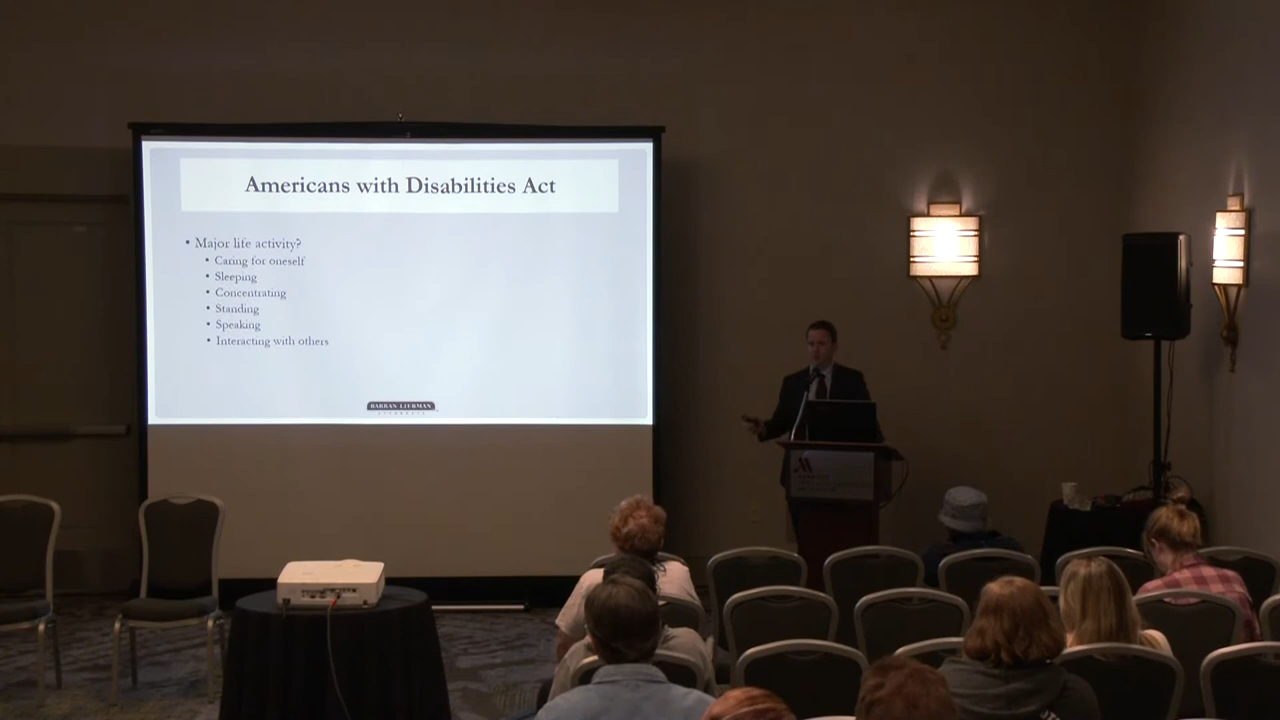 Americans with Disabilities Act
• Major life activity?
• Caring for oneself
• Sleeping
• Concentrating
• Standing
• Speaking
• Interacting with others
BARRAN LIEBMAN
ATTORNEYS